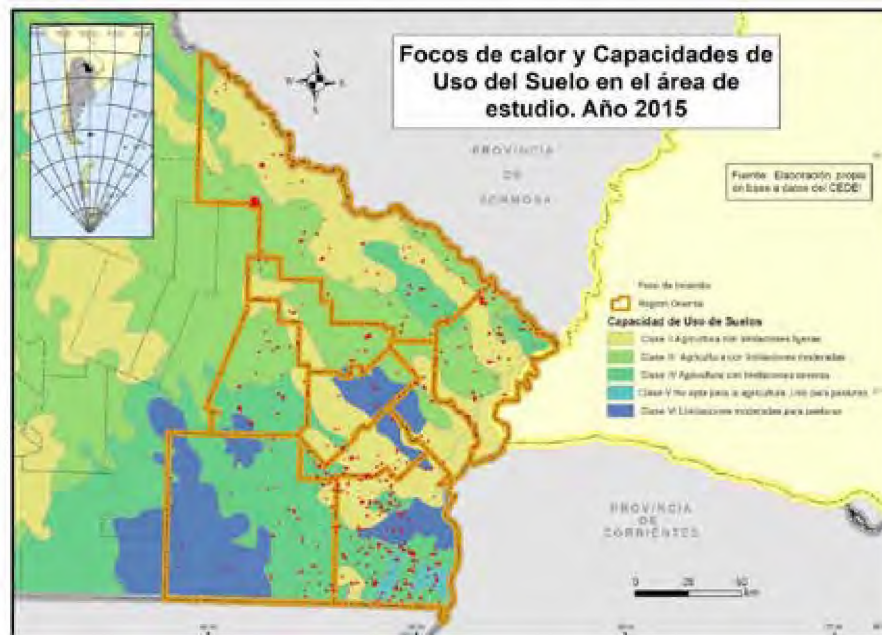 Focos de calor y Capacidades de
Uso del Suelo en el área de
estudio. Año 2015
N
W
PROVINCIA
DE
FORMOSA
Fuente: Elaboración propia
en base a datos del CEDEI
Foco de Incendio
Region Oriental
Capacidad de Uso de Suelos
Clase II Agricultura con limitaciones ligeras
Clase III Agricultura con limitaciones moderadas
Clase IV Agricultura con limitaciones severas
Clase V No apta para la agricultura. Uso para pasturas
Clase VI Limitaciones moderadas para pasturas
PROVINCIA
DE
CORRIENTES
0
km